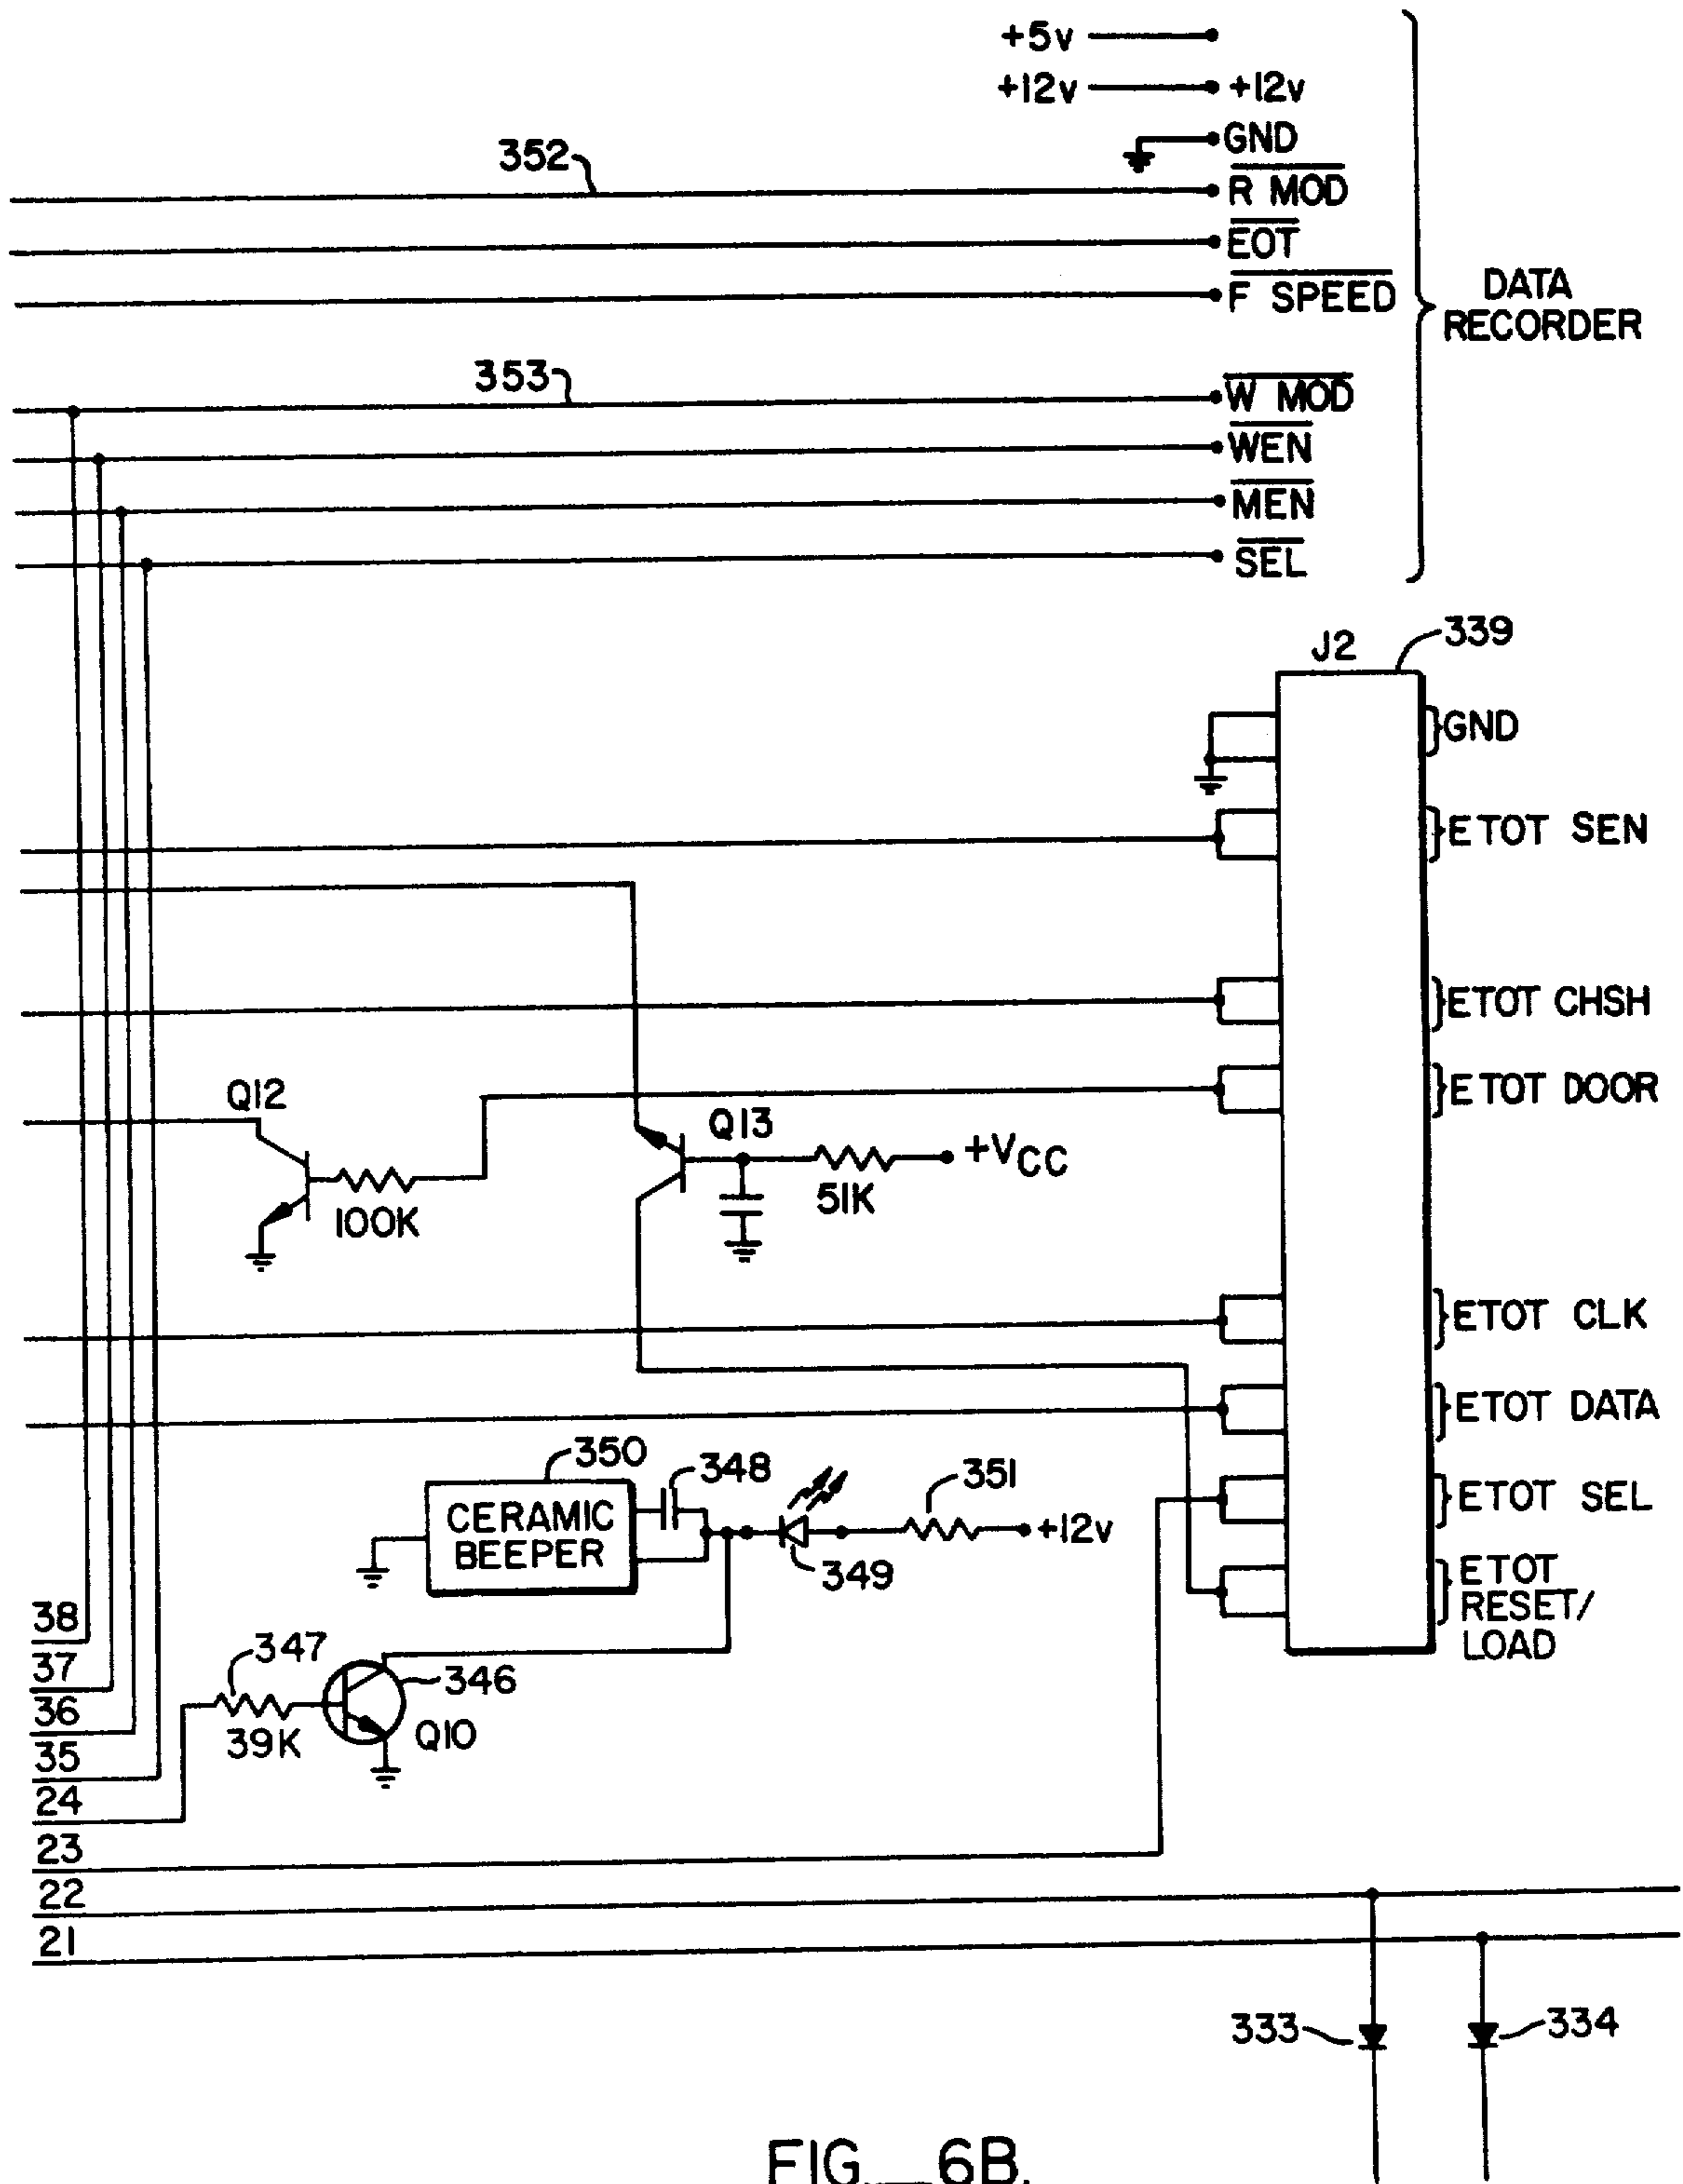 +5v
+12v +12v
GND
352
R MOD
EOT
F SPEED
DATA
RECORDER
353
W MOD
WEN
MEN
SEL
J2 339
GND
ETOT SEN
ETOT CHSH
ETOT DOOR
Q12
100K
Q13
+VCC
51K
ETOT CLK
ETOT DATA
350
348
351
CERAMIC
BEEPER
+12v
349
ETOT SEL
ETOT
RESET/
LOAD
38
37
36
35
24
23
22
21
347
39K
346
Q10
333
334
FIG. 6B.